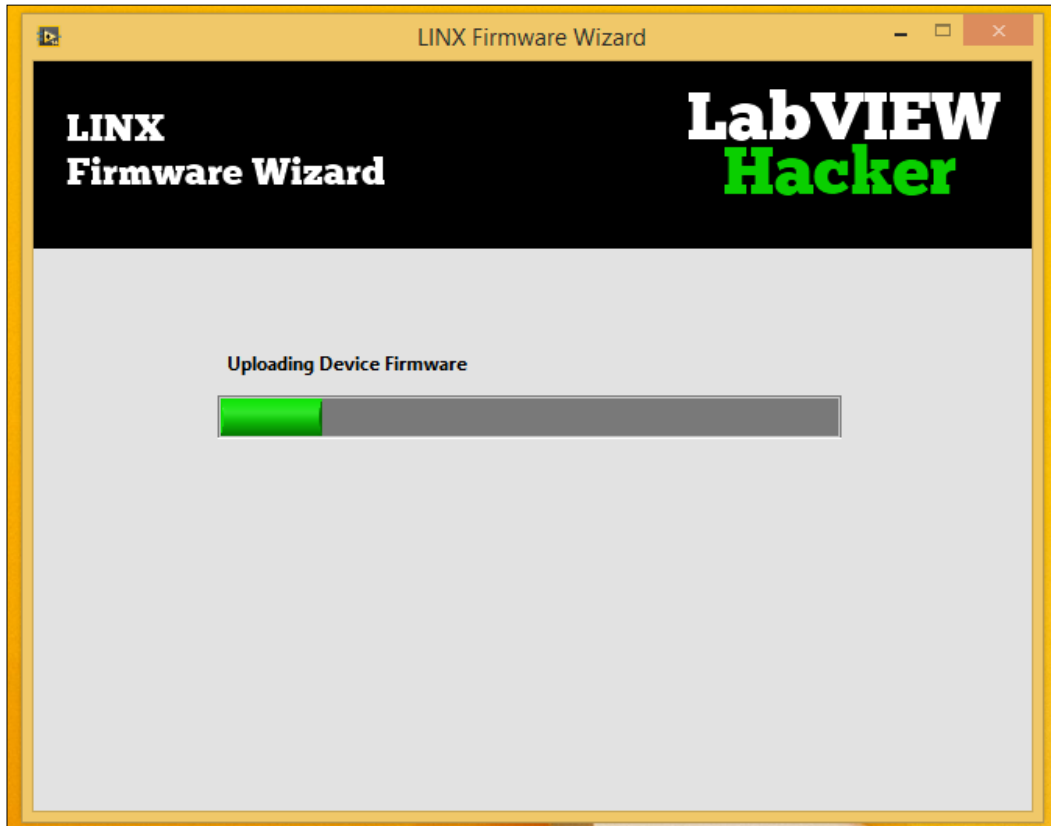 LINX Firmware Wizard
LINX
Firmware Wizard
LabVIEW
Hacker
Uploading Device Firmware